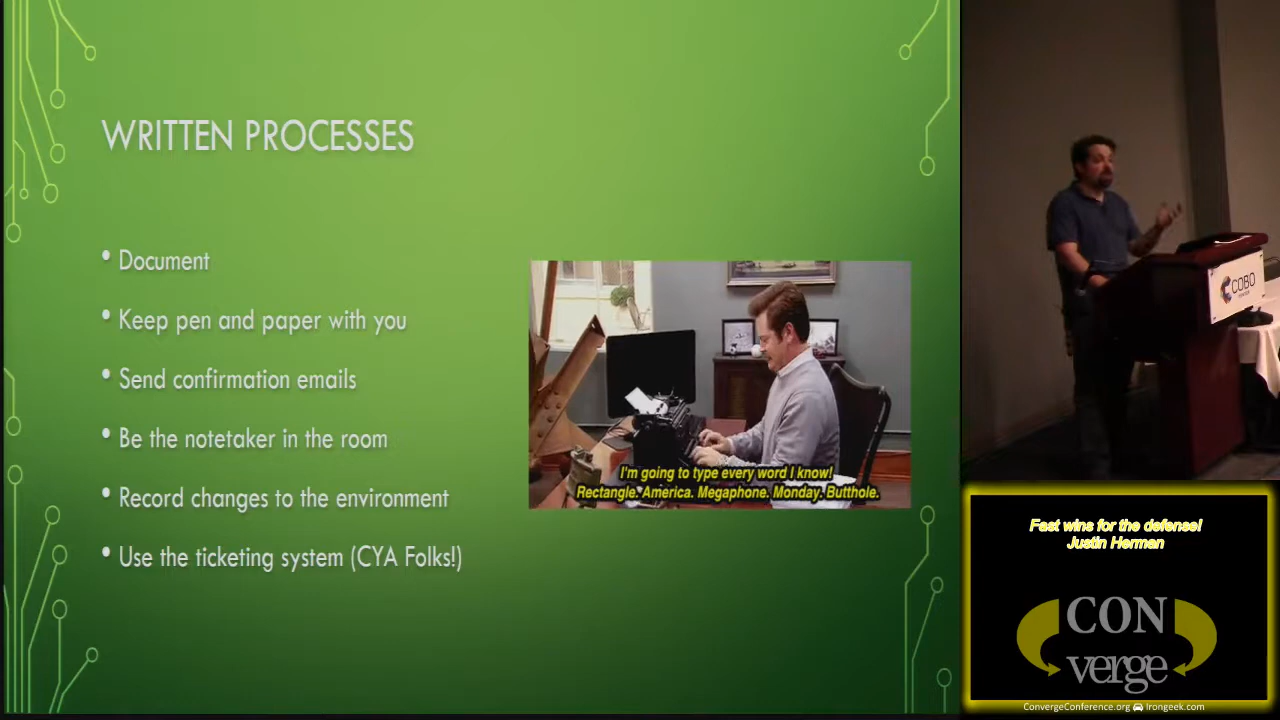 WRITTEN PROCESSES
• Document
• Keep pen and paper with you
• Send confirmation emails
• Be the notetaker in the room
• Record changes to the environment
• Use the ticketing system (CYA Folks!)
I'm going to type every word I know!
Rectangle. America. Megaphone. Monday. Butthole.
COBO
Fast wins for the defense!
Justin Herman
CON
verge
ConvergeConference.org Irongeek.com